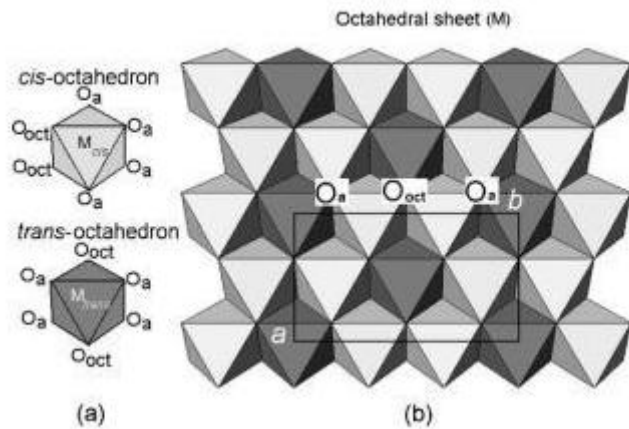 Octahedral sheet (M)
cis-octahedron
Oa
Ooct
Oa
Mcis
Ooct
Oa
Oa
trans-octahedron
Ooct
Oa
Oa
Mtrans
Oa
Oa
Ooct
(a)
Oa
Ooct
Oa
b
a
(b)